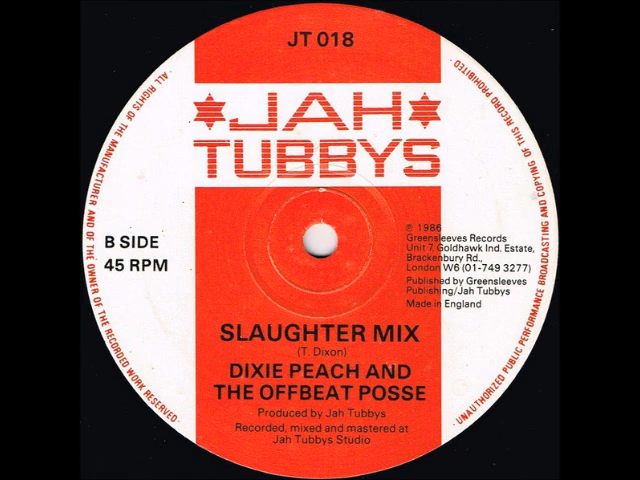 JT 018
JAH
TUBBYS
B SIDE
45 RPM
℗ 1986
Greensleeves Records
Unit 7, Goldhawk Ind. Estate,
Brackenbury Rd.,
London W6 (01-749 3277)
Published by Greensleeves
Publishing/Jah Tubbys
Made in England
SLAUGHTER MIX
(T. Dixon)
DIXIE PEACH AND
THE OFFBEAT POSSE
Produced by Jah Tubbys
Recorded, mixed and mastered at
Jah Tubbys Studio
· ALL RIGHTS OF THE MANUFACTURER AND OF THE OWNER OF THE RECORDED WORK RESERVED ·
· UNAUTHORIZED PUBLIC PERFORMANCE BROADCASTING AND COPYING OF THIS RECORD PROHIBITED ·